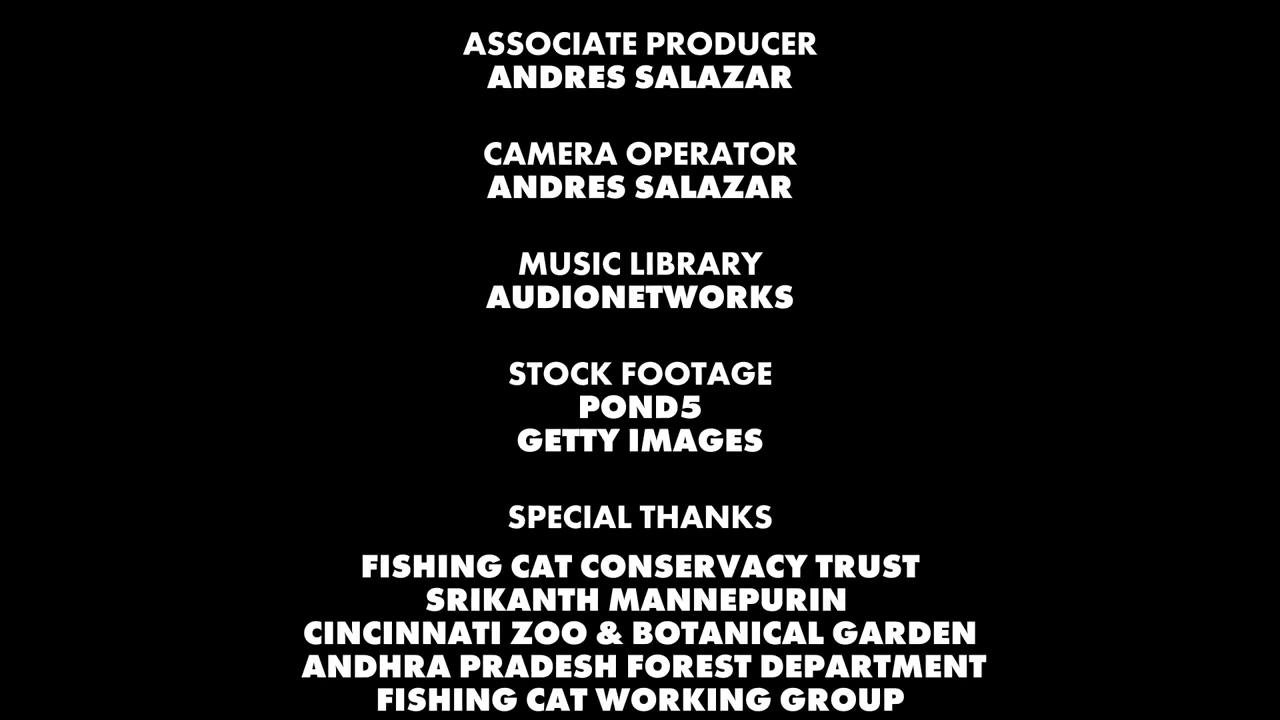 ASSOCIATE PRODUCER
ANDRES SALAZAR
CAMERA OPERATOR
ANDRES SALAZAR
MUSIC LIBRARY
AUDIONETWORKS
STOCK FOOTAGE
POND5
GETTY IMAGES
SPECIAL THANKS
FISHING CAT CONSERVACY TRUST
SRIKANTH MANNEPURIN
CINCINNATI ZOO & BOTANICAL GARDEN
ANDHRA PRADESH FOREST DEPARTMENT
FISHING CAT WORKING GROUP